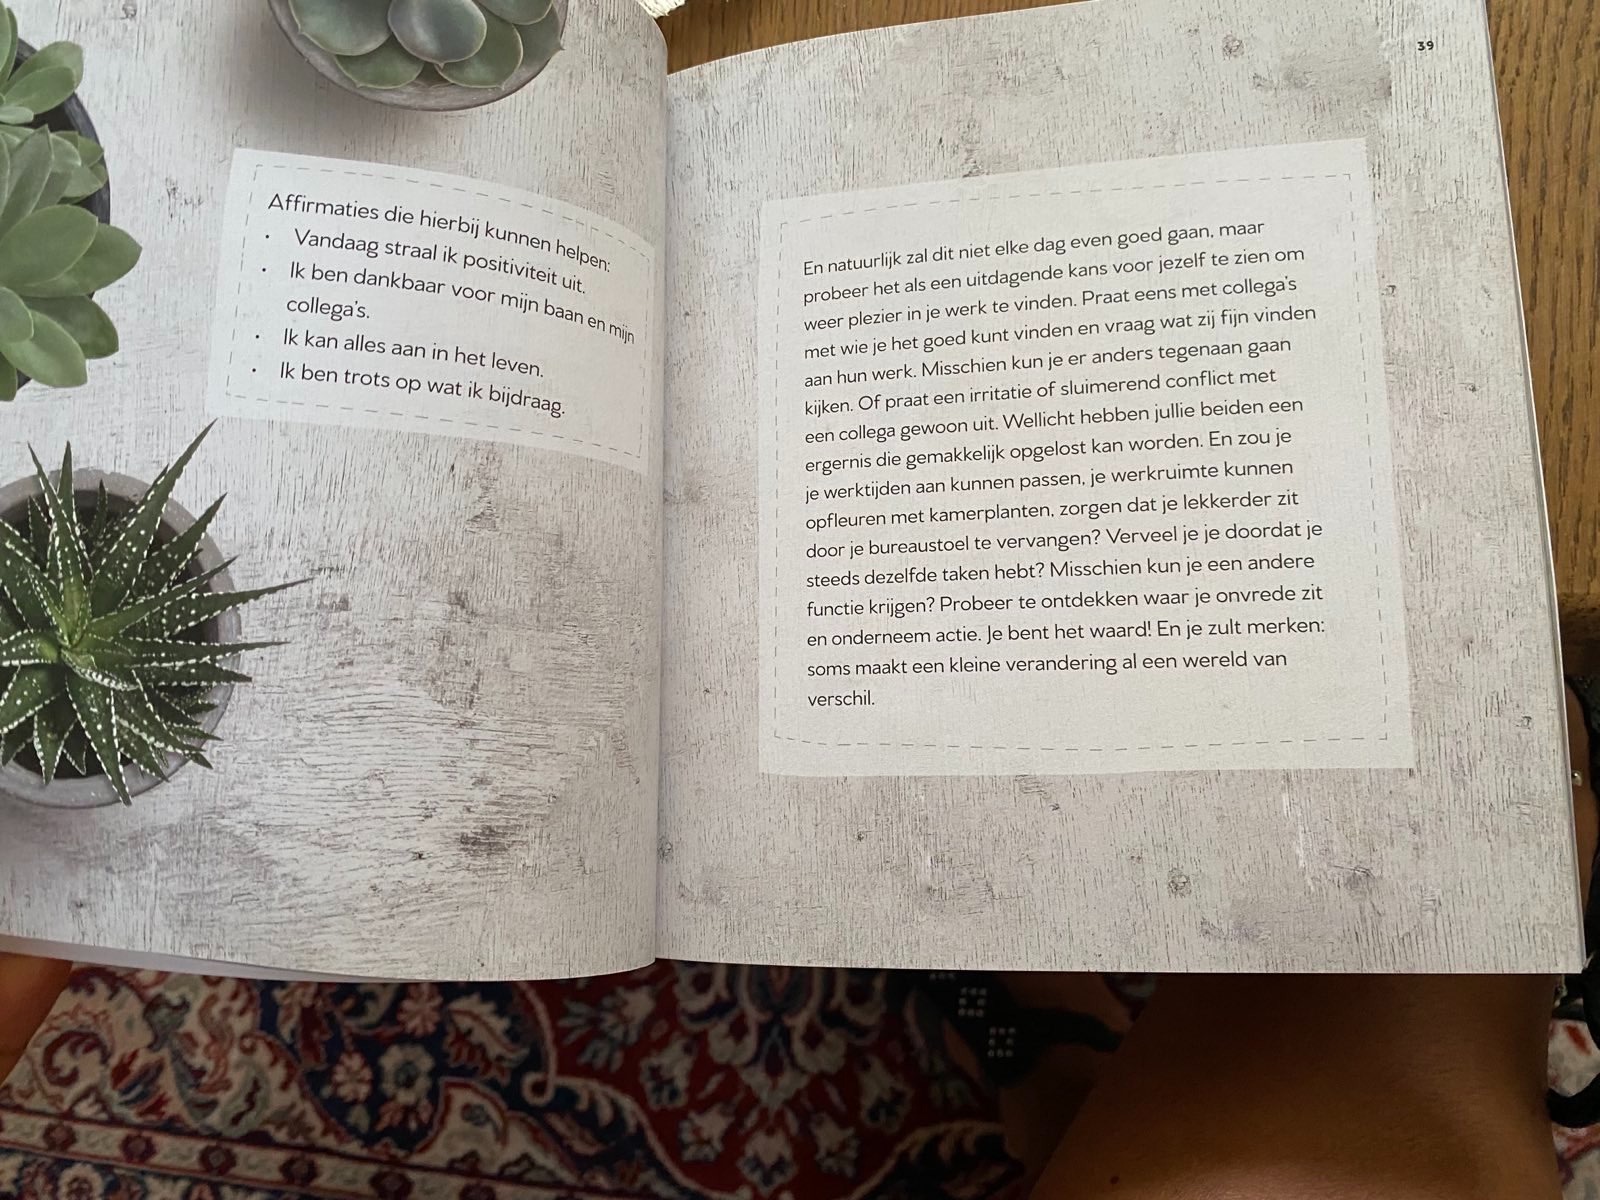 Affirmaties die hierbij kunnen helpen:
• Vandaag straal ik positiviteit uit.
• Ik ben dankbaar voor mijn baan en mijn
collega's.
• Ik kan alles aan in het leven.
• Ik ben trots op wat ik bijdraag.
39
En natuurlijk zal dit niet elke dag even goed gaan, maar
probeer het als een uitdagende kans voor jezelf te zien om
weer plezier in je werk te vinden. Praat eens met collega's
met wie je het goed kunt vinden en vraag wat zij fijn vinden
aan hun werk. Misschien kun je er anders tegenaan gaan
kijken. Of praat een irritatie of sluimerend conflict met
een collega gewoon uit. Wellicht hebben jullie beiden een
ergernis die gemakkelijk opgelost kan worden. En zou je
je werktijden aan kunnen passen, je werkruimte kunnen
opfleuren met kamerplanten, zorgen dat je lekkerder zit
door je bureaustoel te vervangen? Verveel je je doordat je
steeds dezelfde taken hebt? Misschien kun je een andere
functie krijgen? Probeer te ontdekken waar je onvrede zit
en onderneem actie. Je bent het waard! En je zult merken:
soms maakt een kleine verandering al een wereld van
verschil.